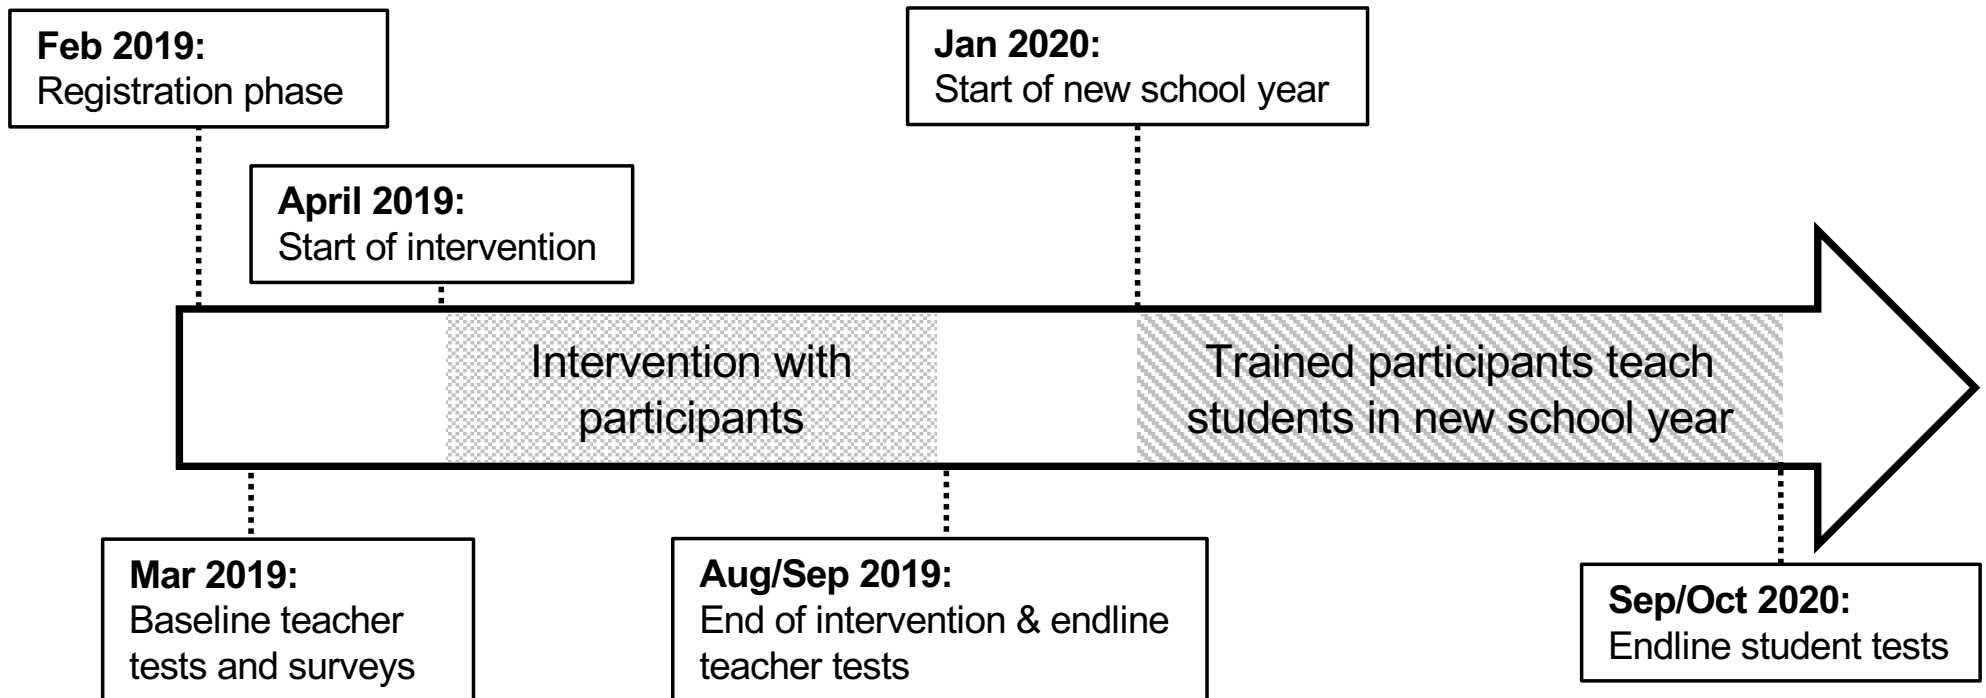 Feb 2019:
Registration phase
Jan 2020:
Start of new school year
April 2019:
Start of intervention
Intervention with
participants
Trained participants teach
students in new school year
Mar 2019:
Baseline teacher
tests and surveys
Aug/Sep 2019:
End of intervention & endline
teacher tests
Sep/Oct 2020:
Endline student tests